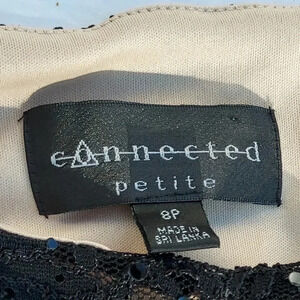 connected
petite
8P
MADE IN
SRI LANKA